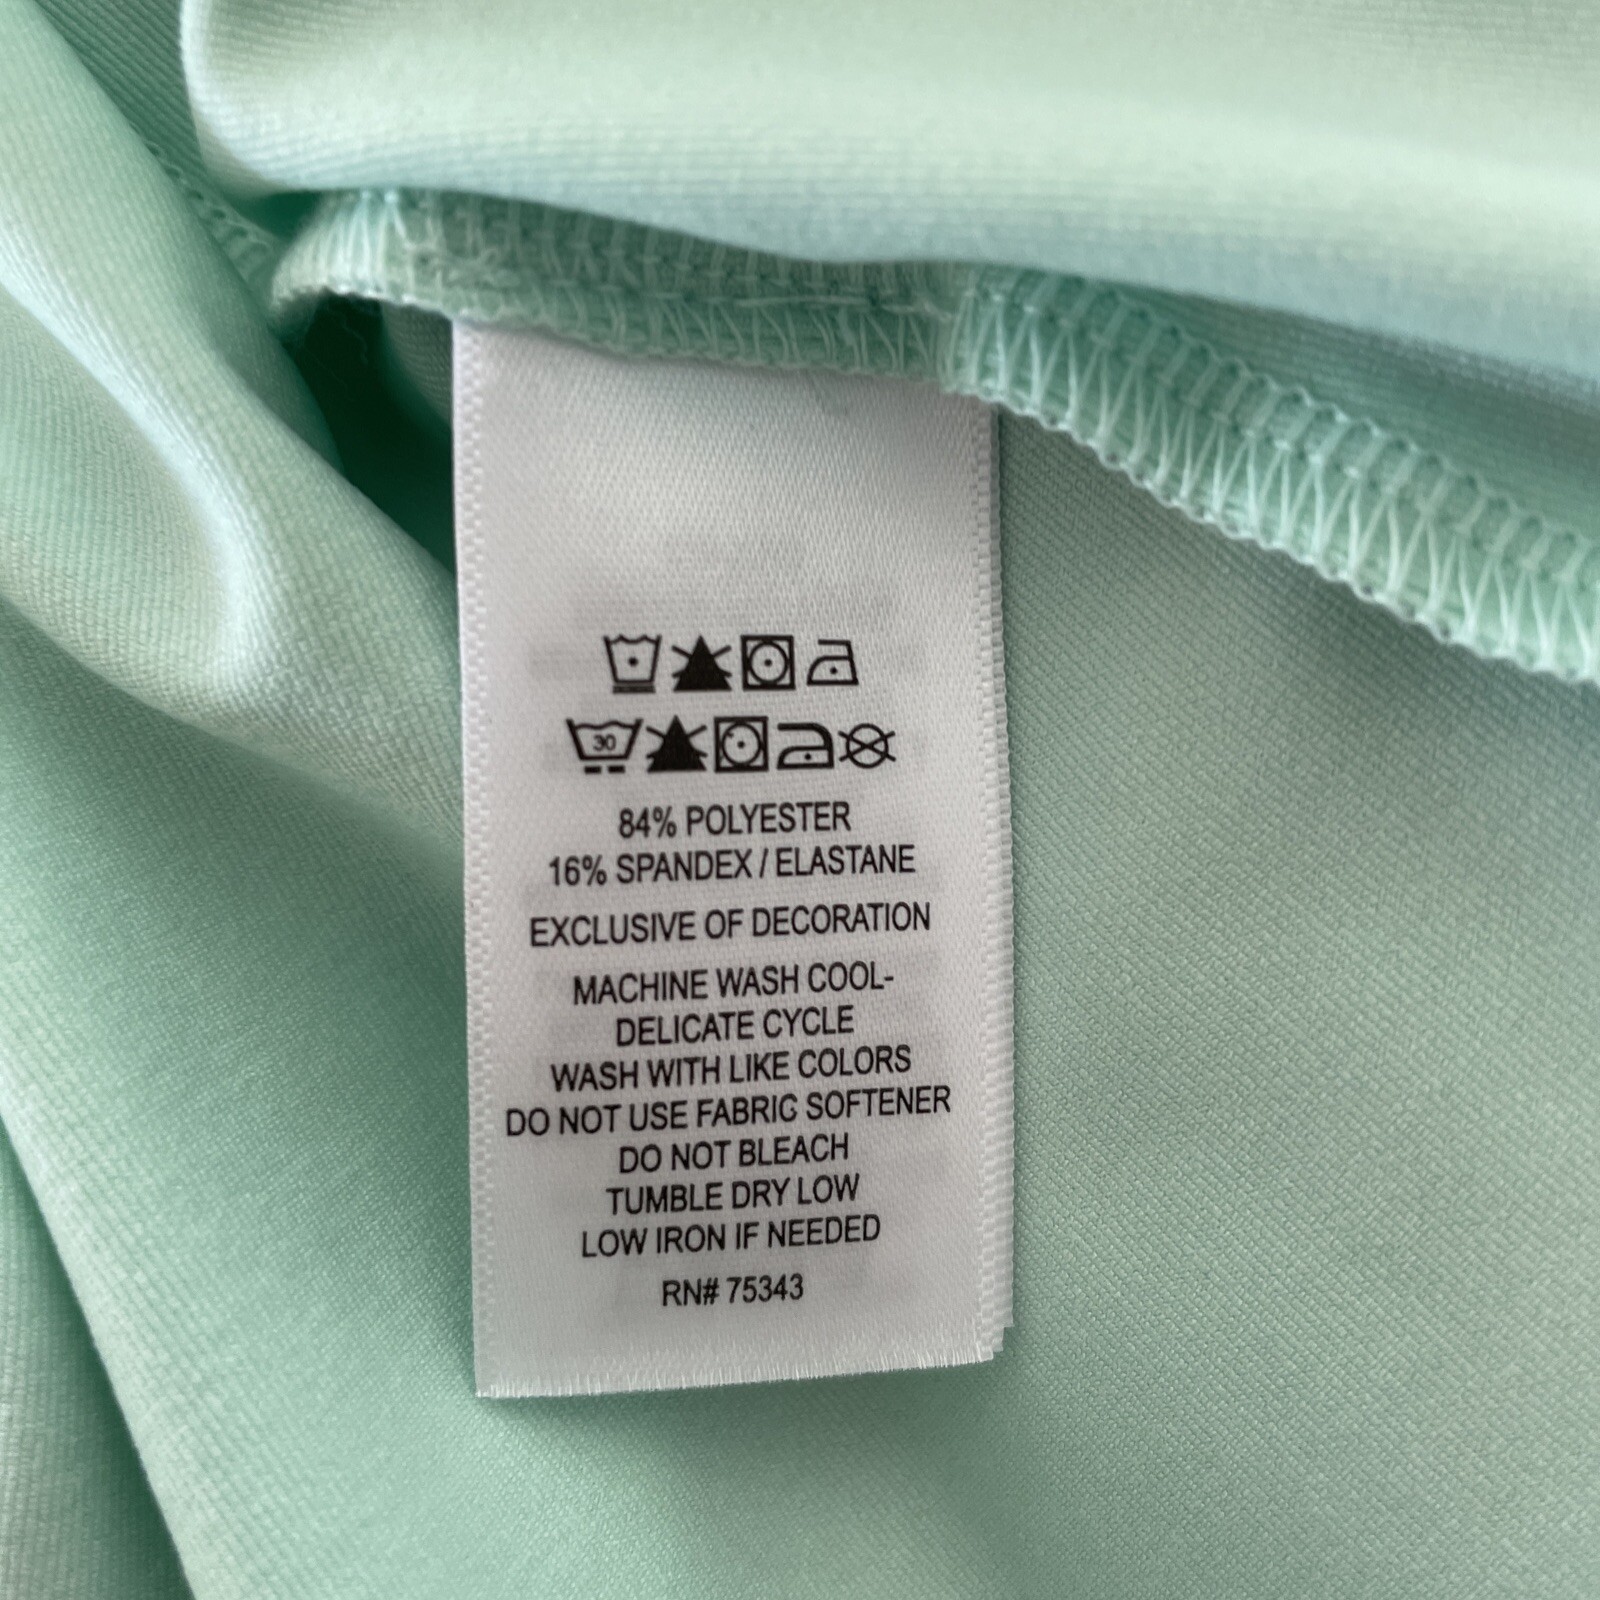 30
84% POLYESTER
16% SPANDEX / ELASTANE
EXCLUSIVE OF DECORATION
MACHINE WASH COOL-
DELICATE CYCLE
WASH WITH LIKE COLORS
DO NOT USE FABRIC SOFTENER
DO NOT BLEACH
TUMBLE DRY LOW
LOW IRON IF NEEDED
RN# 75343